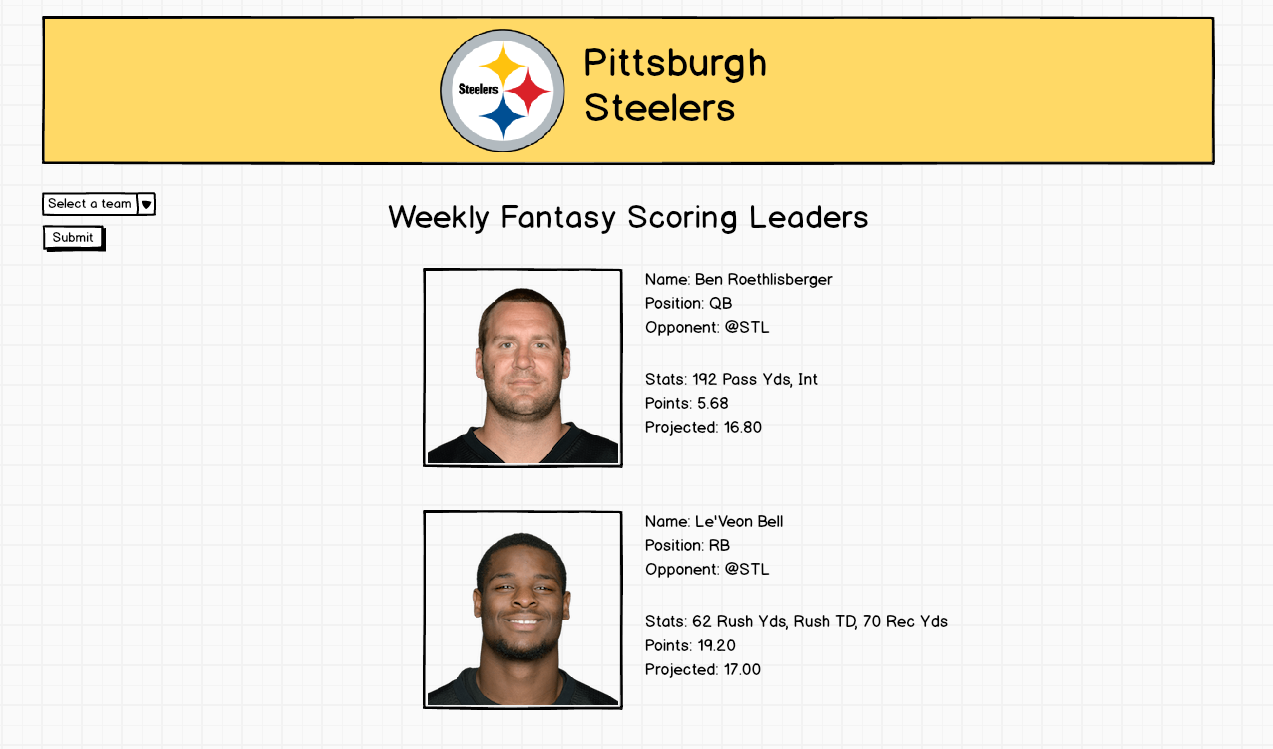 Steelers
Pittsburgh
Steelers
Select a team
Submit
Weekly Fantasy Scoring Leaders
Name: Ben Roethlisberger
Position: QB
Opponent: @STL
Stats: 192 Pass Yds, Int
Points: 5.68
Projected: 16.80
Name: Le'Veon Bell
Position: RB
Opponent: @STL
Stats: 62 Rush Yds, Rush TD, 70 Rec Yds
Points: 19.20
Projected: 17.00